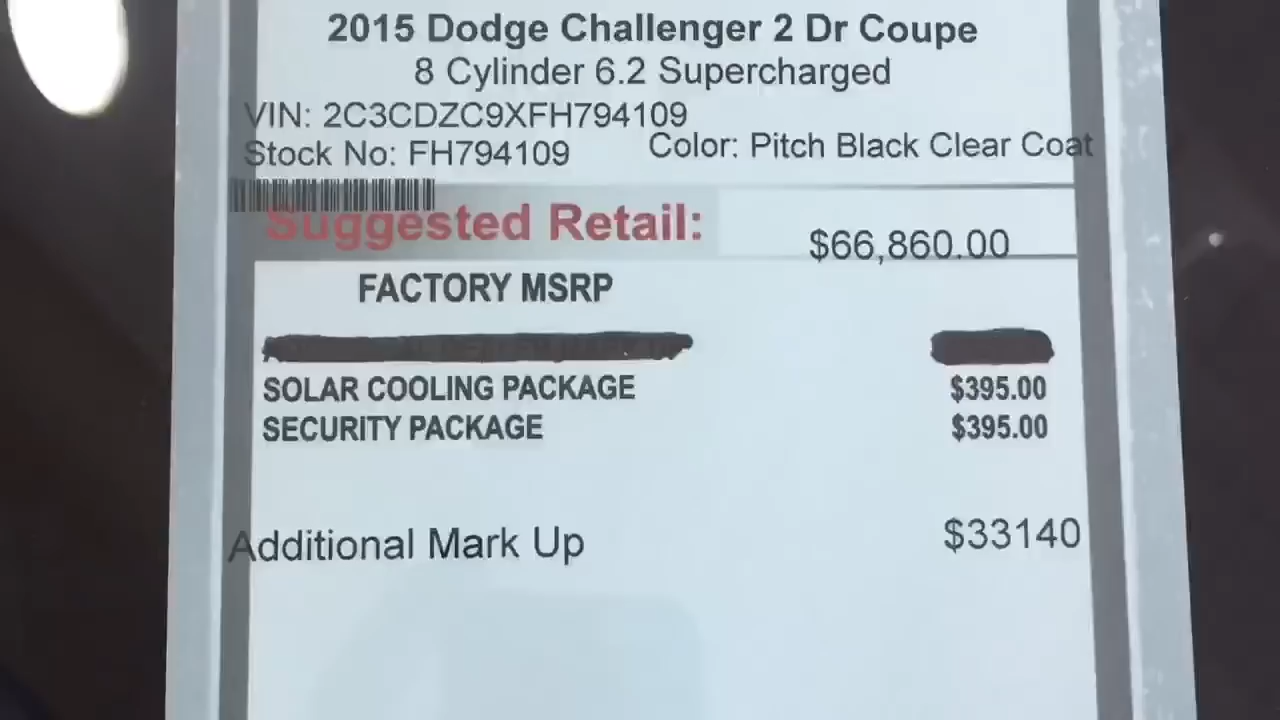 2015 Dodge Challenger 2 Dr Coupe
8 Cylinder 6.2 Supercharged
VIN: 2C3CDZC9XFH794109
Stock No: FH794109 Color: Pitch Black Clear Coat
Suggested Retail: $66,860.00
FACTORY MSRP
SOLAR COOLING PACKAGE $395.00
SECURITY PACKAGE $395.00
Additional Mark Up $33140